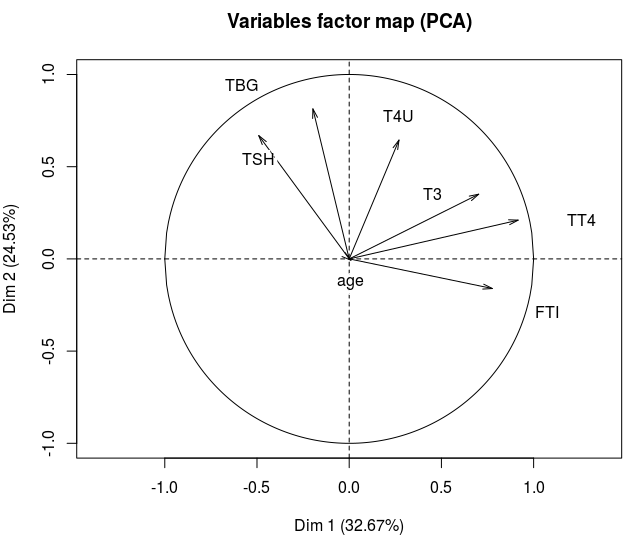 Variables factor map (PCA)
TBG
T4U
TSH
T3
TT4
age
FTI
1.0
0.5
0.0
-0.5
-1.0
Dim 2 (24.53%)
-1.0 -0.5 0.0 0.5 1.0
Dim 1 (32.67%)